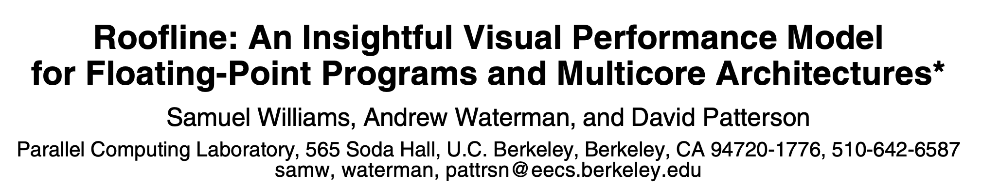 Roofline: An Insightful Visual Performance Model
for Floating-Point Programs and Multicore Architectures*
Samuel Williams, Andrew Waterman, and David Patterson
Parallel Computing Laboratory, 565 Soda Hall, U.C. Berkeley, Berkeley, CA 94720-1776, 510-642-6587
samw, waterman, pattrsn@eecs.berkeley.edu